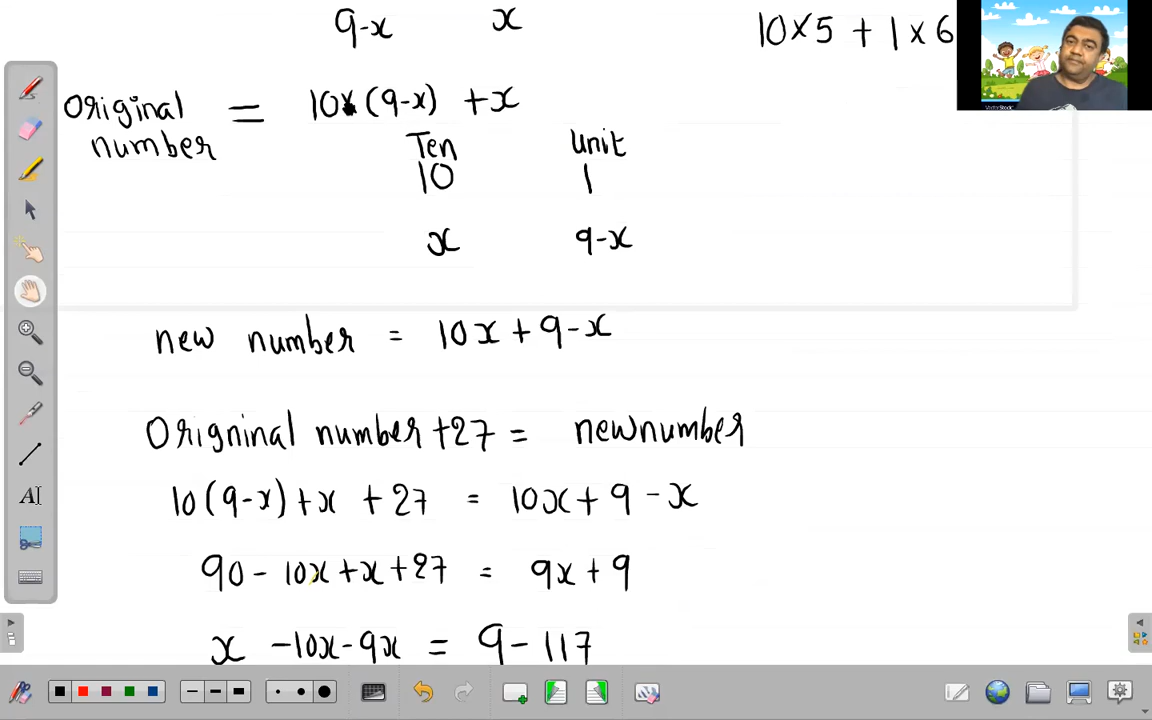 9-x x
10×5 + 1×6
Original number = 10×(9-x) +x
Ten Unit
10 1
x 9-x
new number = 10x+9-x
Origninal number+27 = newnumber
10(9-x)+x +27 = 10x+9 -x
90- 10x+x+27 = 9x+9
x -10x-9x = 9-117
AI